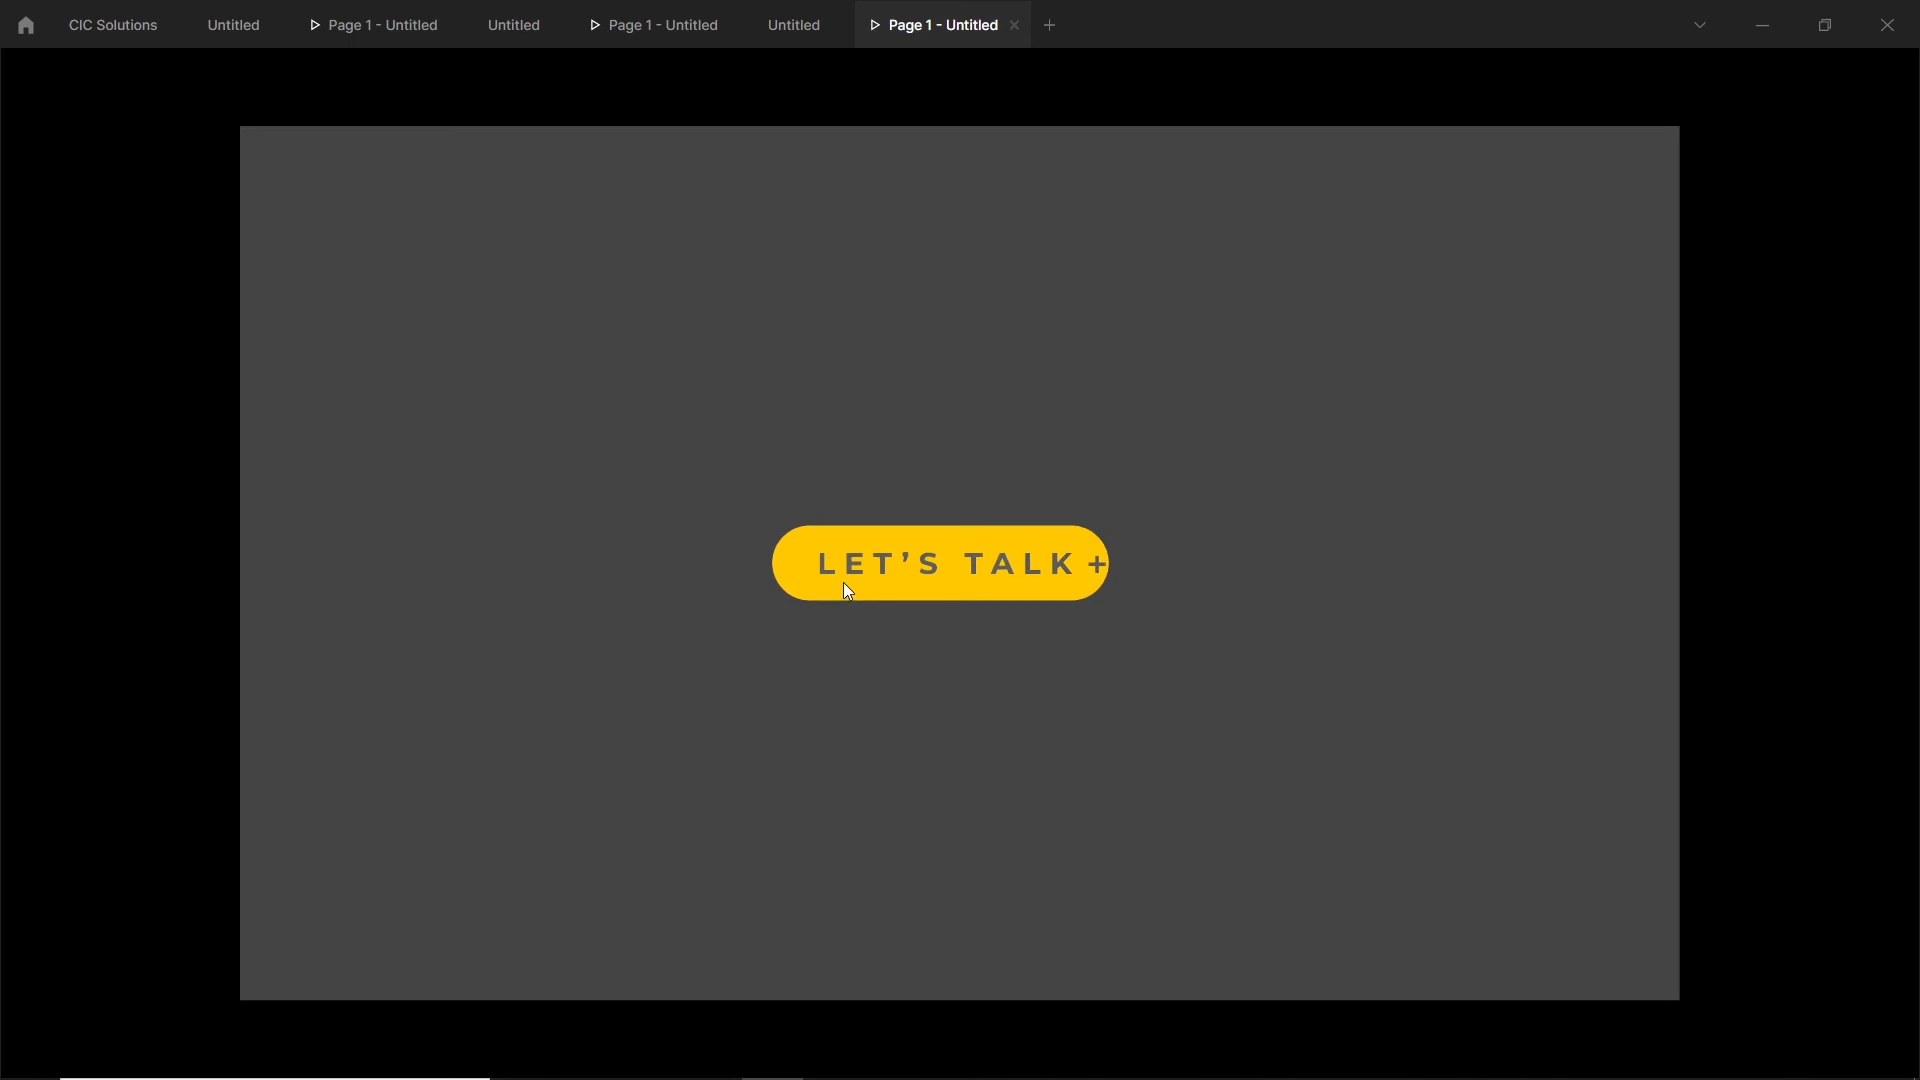 CIC Solutions
Untitled
Page 1 - Untitled
Untitled
Page 1 - Untitled
Untitled
Page 1 - Untitled
LET’S TALK +